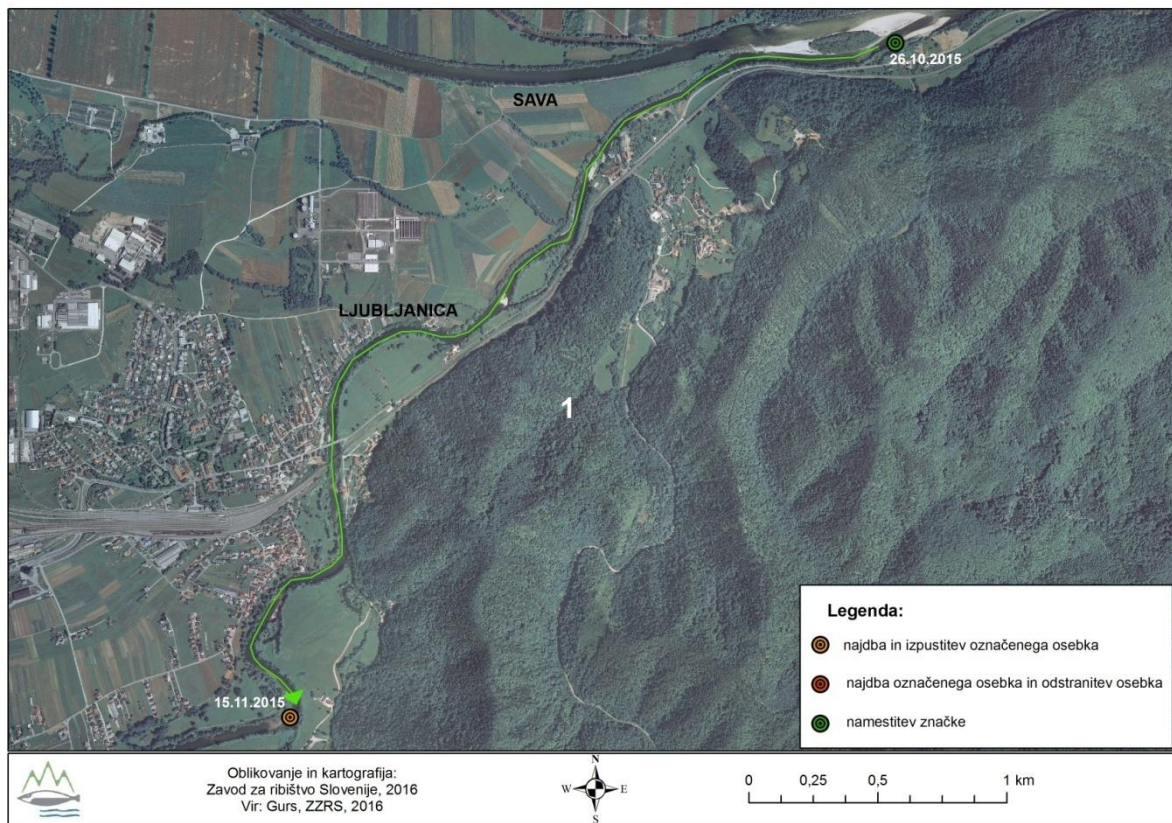 26.10.2015
SAVA
LJUBLJANICA
1
15.11.2015
Legenda:
najdba in izpustitev označenega osebka
najdba označenega osebka in odstranitev osebka
namestitev značke
Oblikovanje in kartografija:
Zavod za ribištvo Slovenije, 2016
Vir: Gurs, ZZRS, 2016
N
W E
S
0 0,25 0,5 1 km